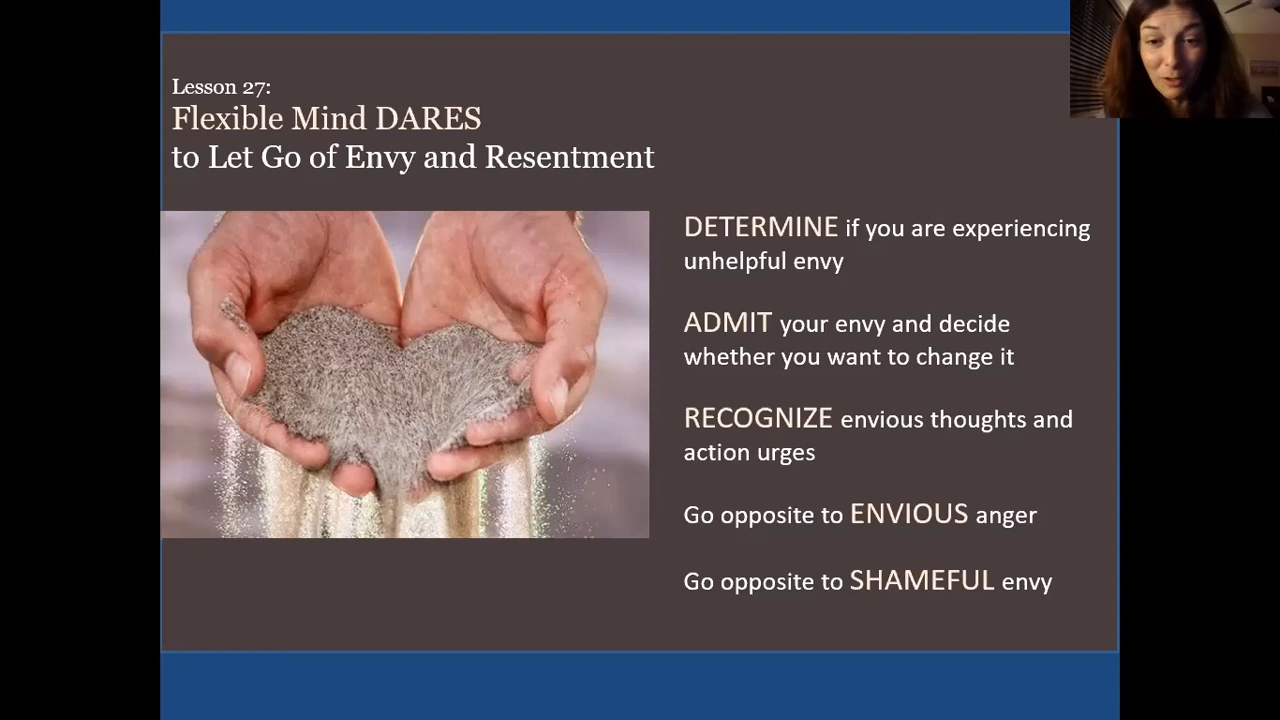 Lesson 27:
Flexible Mind DARES
to Let Go of Envy and Resentment
DETERMINE if you are experiencing
unhelpful envy
ADMIT your envy and decide
whether you want to change it
RECOGNIZE envious thoughts and
action urges
Go opposite to ENVIOUS anger
Go opposite to SHAMEFUL envy